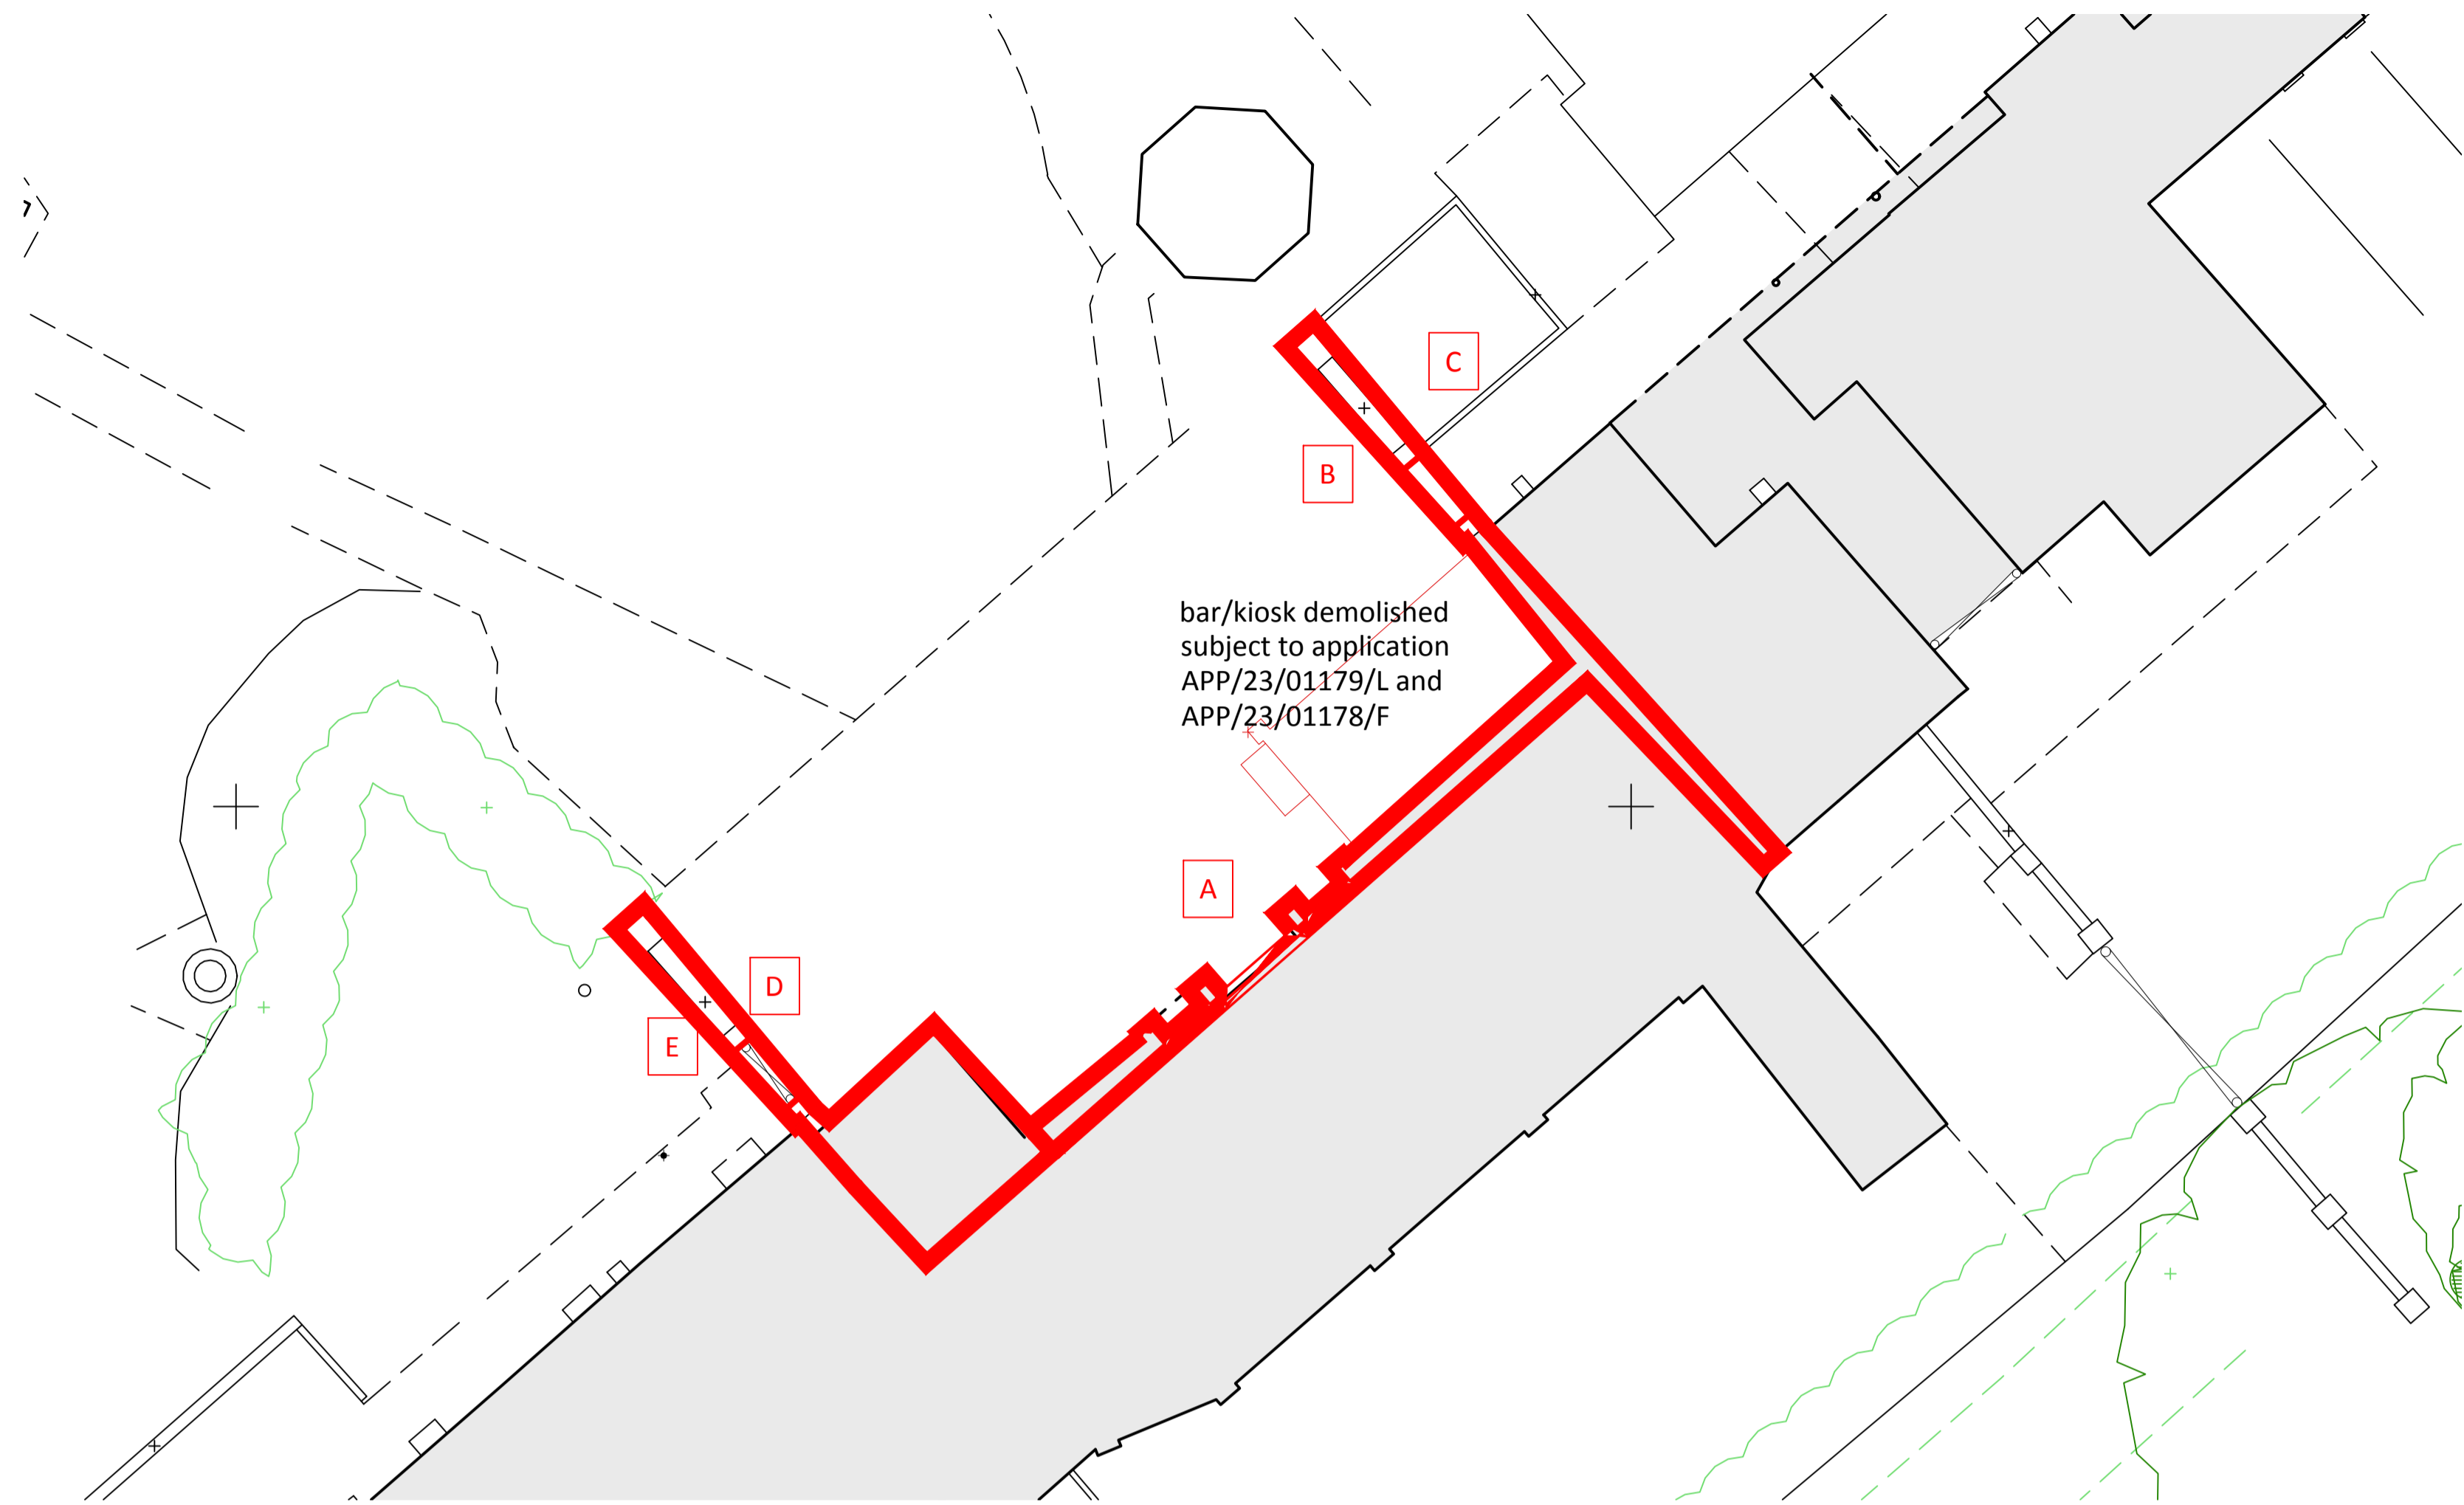 C
B
bar/kiosk demolished
subject to application
APP/23/01179/L and
APP/23/01178/F
A
D
E